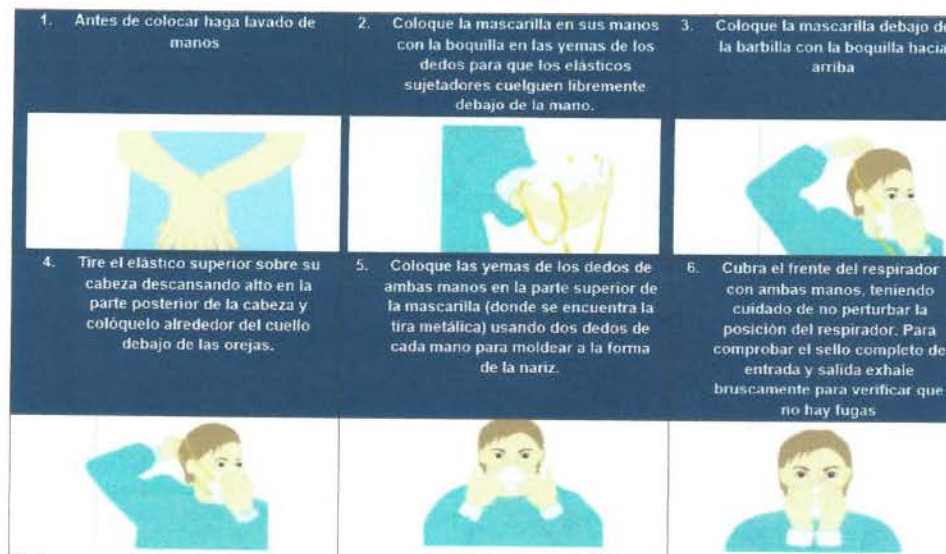 1. Antes de colocar haga lavado de
manos
2. Coloque la mascarilla en sus manos
con la boquilla en las yemas de los
dedos para que los elásticos
sujetadores cuelguen libremente
debajo de la mano.
3. Coloque la mascarilla debajo de
la barbilla con la boquilla hacia
arriba
4. Tire el elástico superior sobre su
cabeza descansando alto en la
parte posterior de la cabeza y
colóquelo alrededor del cuello
debajo de las orejas.
5. Coloque las yemas de los dedos de
ambas manos en la parte superior de
la mascarilla (donde se encuentra la
tira metálica) usando dos dedos de
cada mano para moldear a la forma
de la nariz.
6. Cubra el frente del respirador
con ambas manos, teniendo
cuidado de no perturbar la
posición del respirador. Para
comprobar el sello completo de
entrada y salida exhale
bruscamente para verificar que
no hay fugas